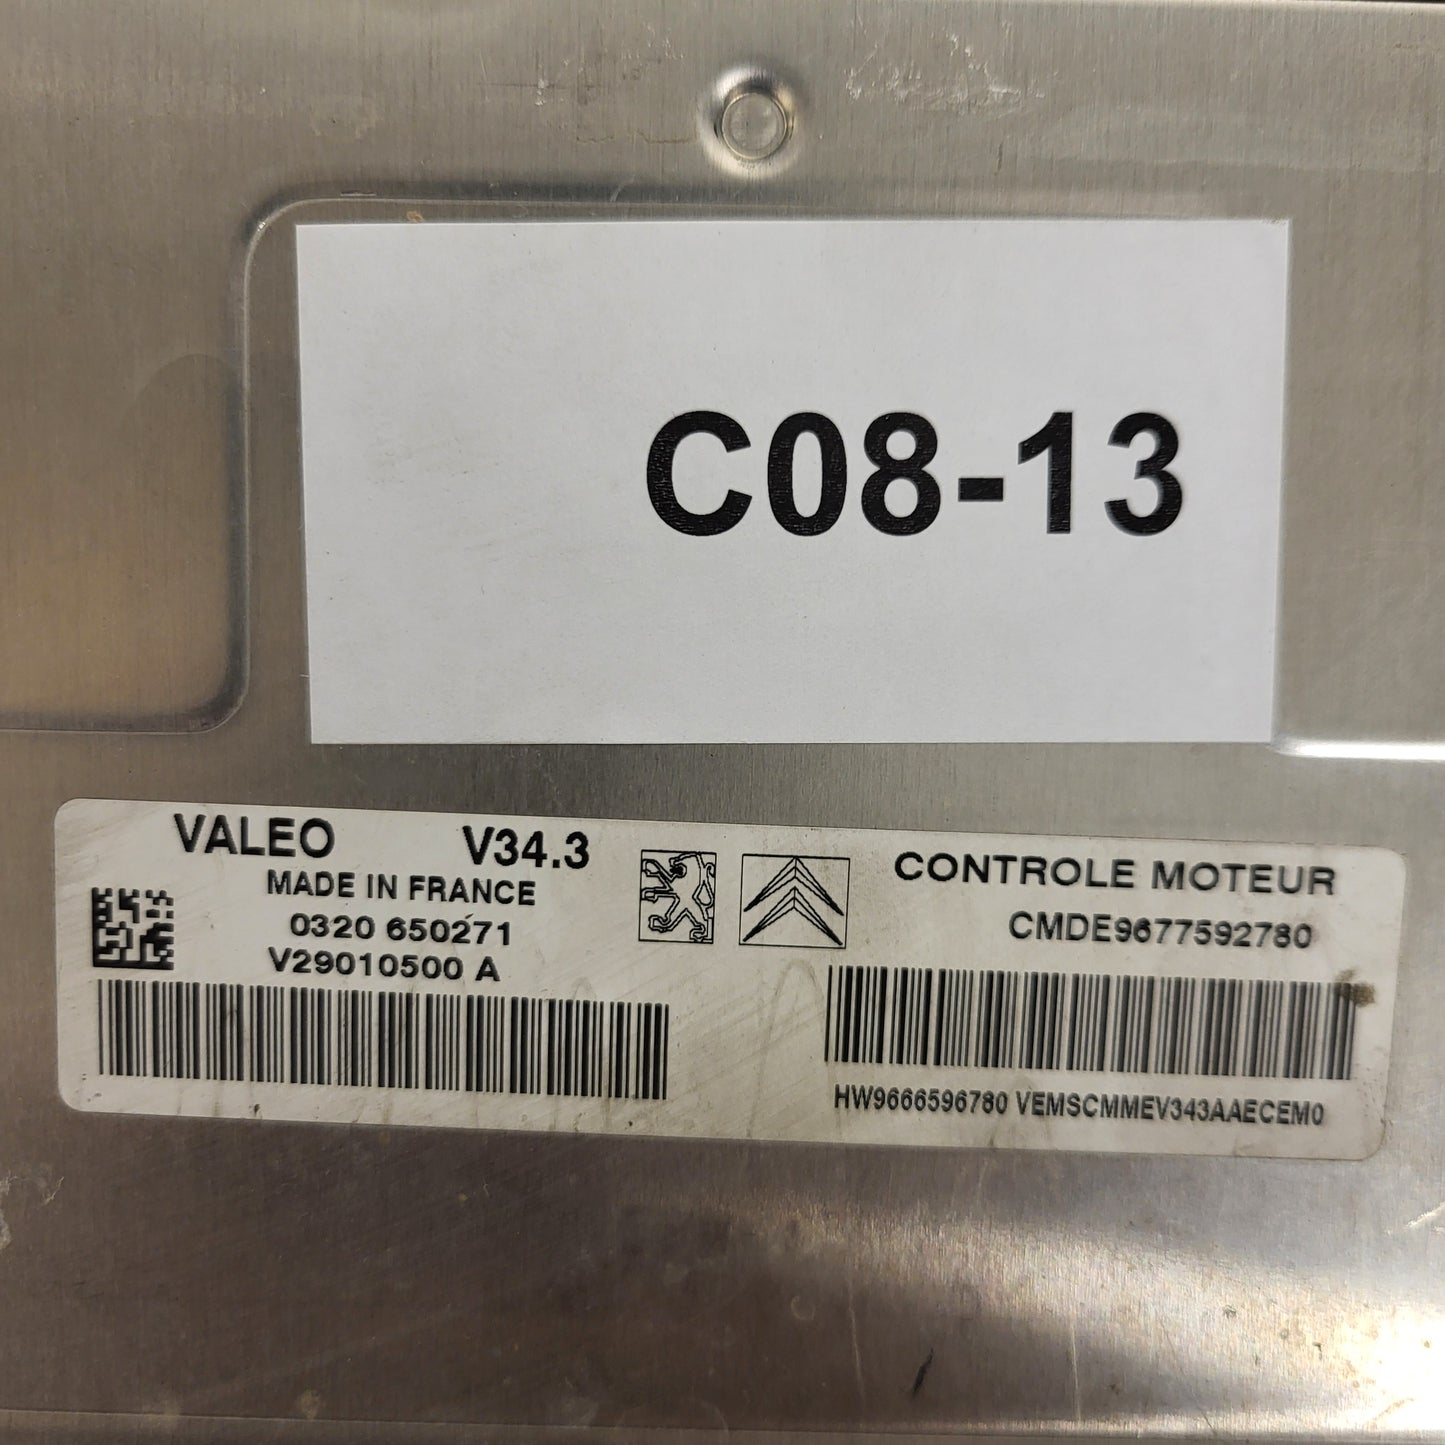 C08-13
VALEO V34.3
MADE IN FRANCE
0320 650271
V29010500 A
CONTROLE MOTEUR
CMDE9677592780
HW9666596780 VEMSCMMEV343AAECEM0